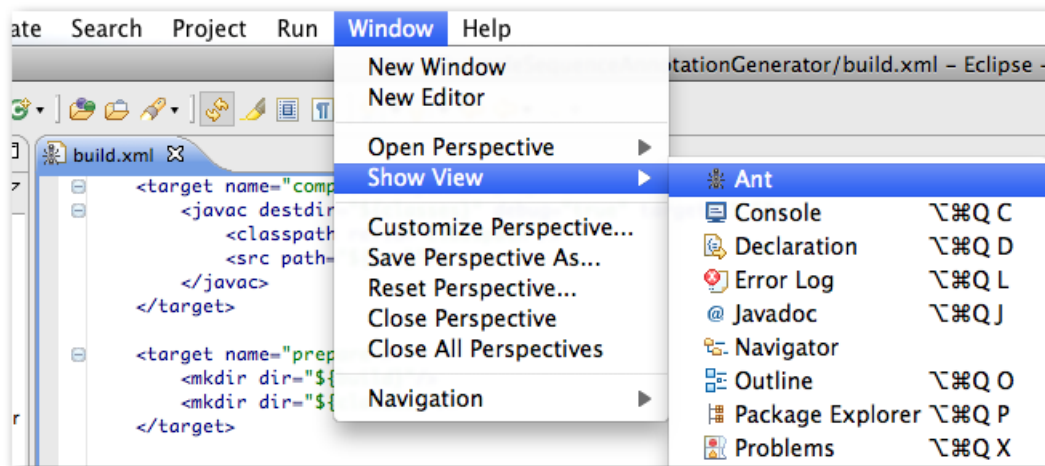 ate Search Project Run Window Help
tationGenerator/build.xml – Eclipse –
build.xml
New Window
New Editor
Open Perspective
Show View
Customize Perspective...
Save Perspective As...
Reset Perspective...
Close Perspective
Close All Perspectives
Navigation
Ant
Console ⌥⌘Q C
Declaration ⌥⌘Q D
Error Log ⌥⌘Q L
@ Javadoc ⌥⌘Q J
Navigator
Outline ⌥⌘Q O
Package Explorer ⌥⌘Q P
Problems ⌥⌘Q X
<target name="comp
<javac destdir
<classpath
<src path=
</javac>
</target>
<target name="prep
<mkdir dir="${
<mkdir dir="${
</target>
r